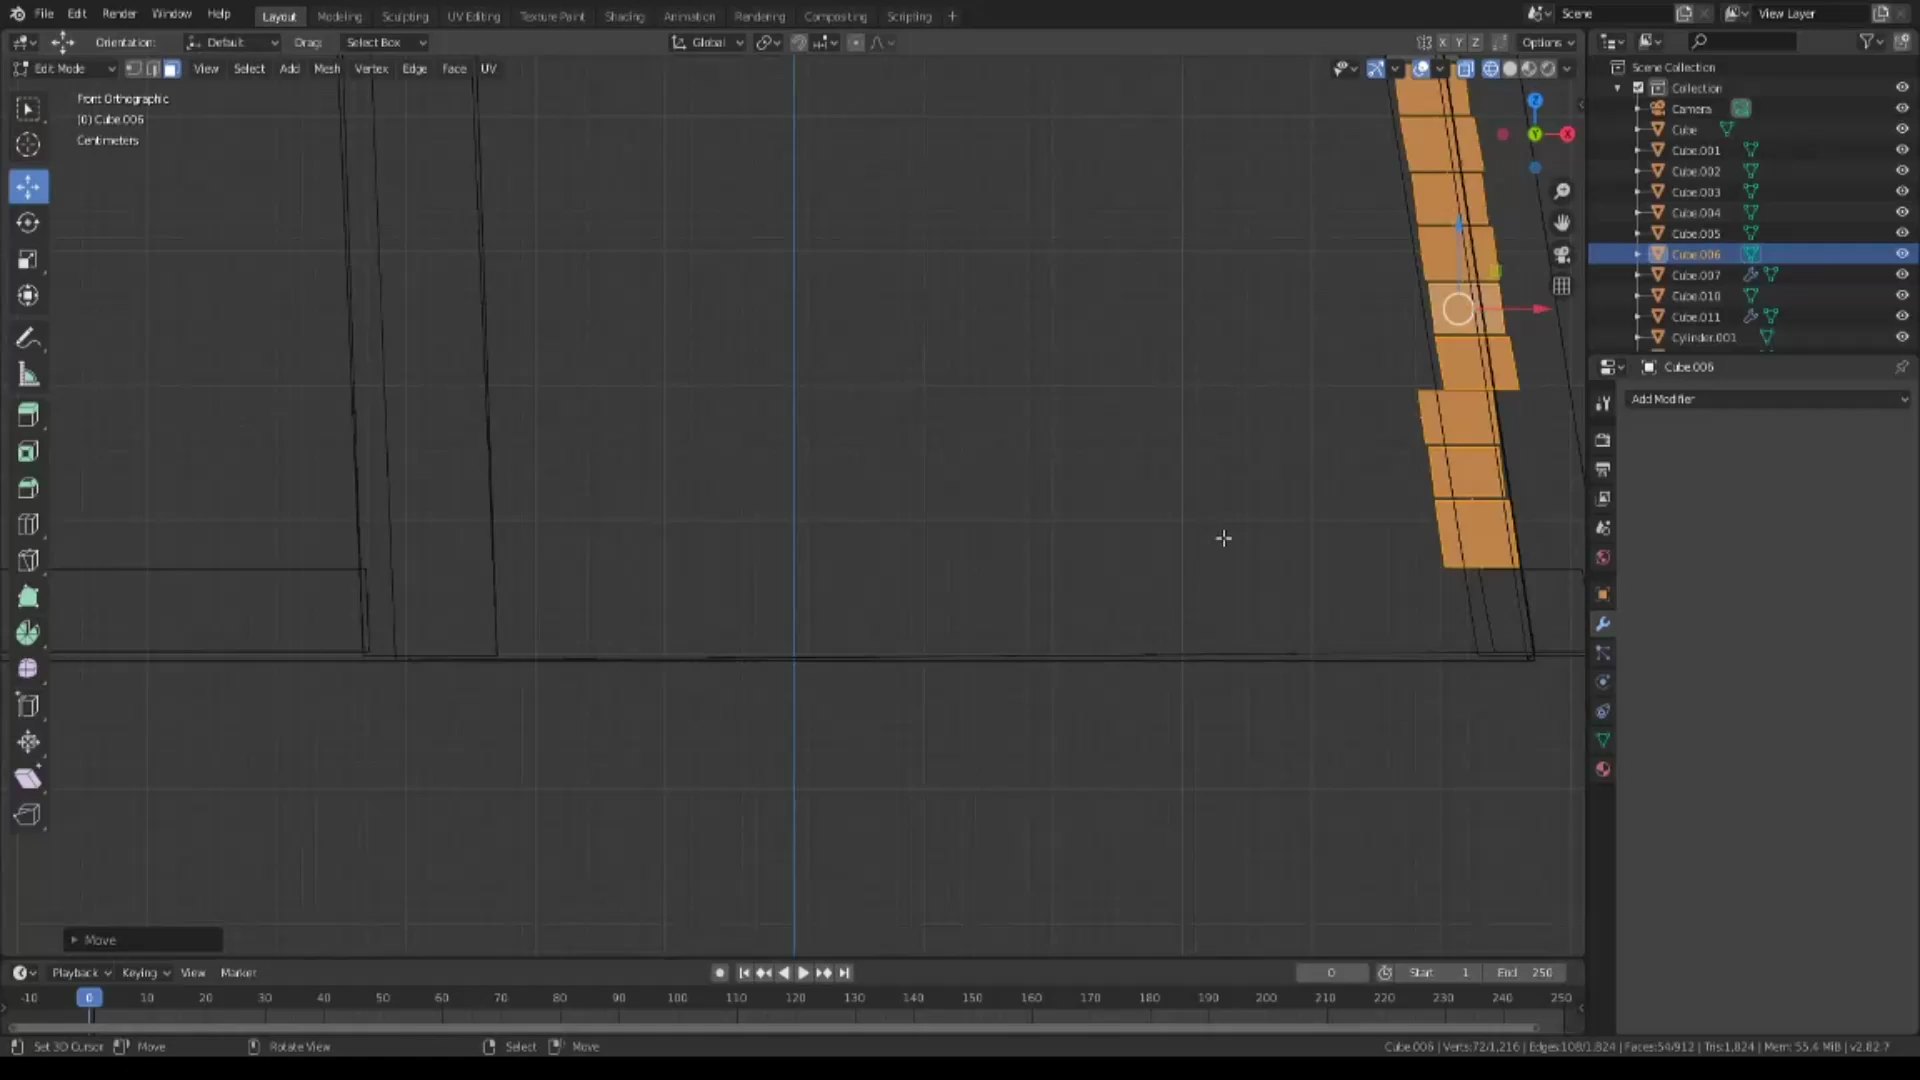 File Edit Render Window Help Layout Modeling Sculpting UV Editing Texture Paint Shading Animation Rendering Compositing Scripting + Scene View Layer
Orientation: Default Drag: Select Box Global X Y Z Options
Edit Mode View Select Add Mesh Vertex Edge Face UV
Front Orthographic
(0) Cube.006
Centimeters
Z
Y
X
Scene Collection
Collection
Camera
Cube
Cube.001
Cube.002
Cube.003
Cube.004
Cube.005
Cube.006
Cube.007
Cube.010
Cube.011
Cylinder.001
Cube.006
Add Modifier
Move
Playback Keying View Marker 0 Start 1 End 250
-10 0 10 20 30 40 50 60 70 80 90 100 110 120 130 140 150 160 170 180 190 200 210 220 230 240 250
Set 3D Cursor Move Rotate View Select Move Cube.006 | Verts:72/1,216 | Edges:108/1,824 | Faces:54/912 | Tris:1,824 | Mem: 55.4 MiB | v2.82.7